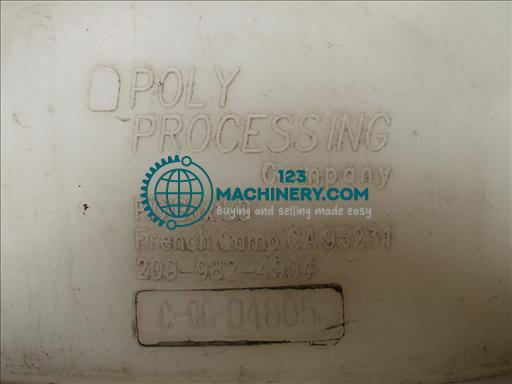 POLY
PROCESSING
Company
123
MACHINERY.COM
Buying and selling made easy
French Camp CA 95231
209-982-4904